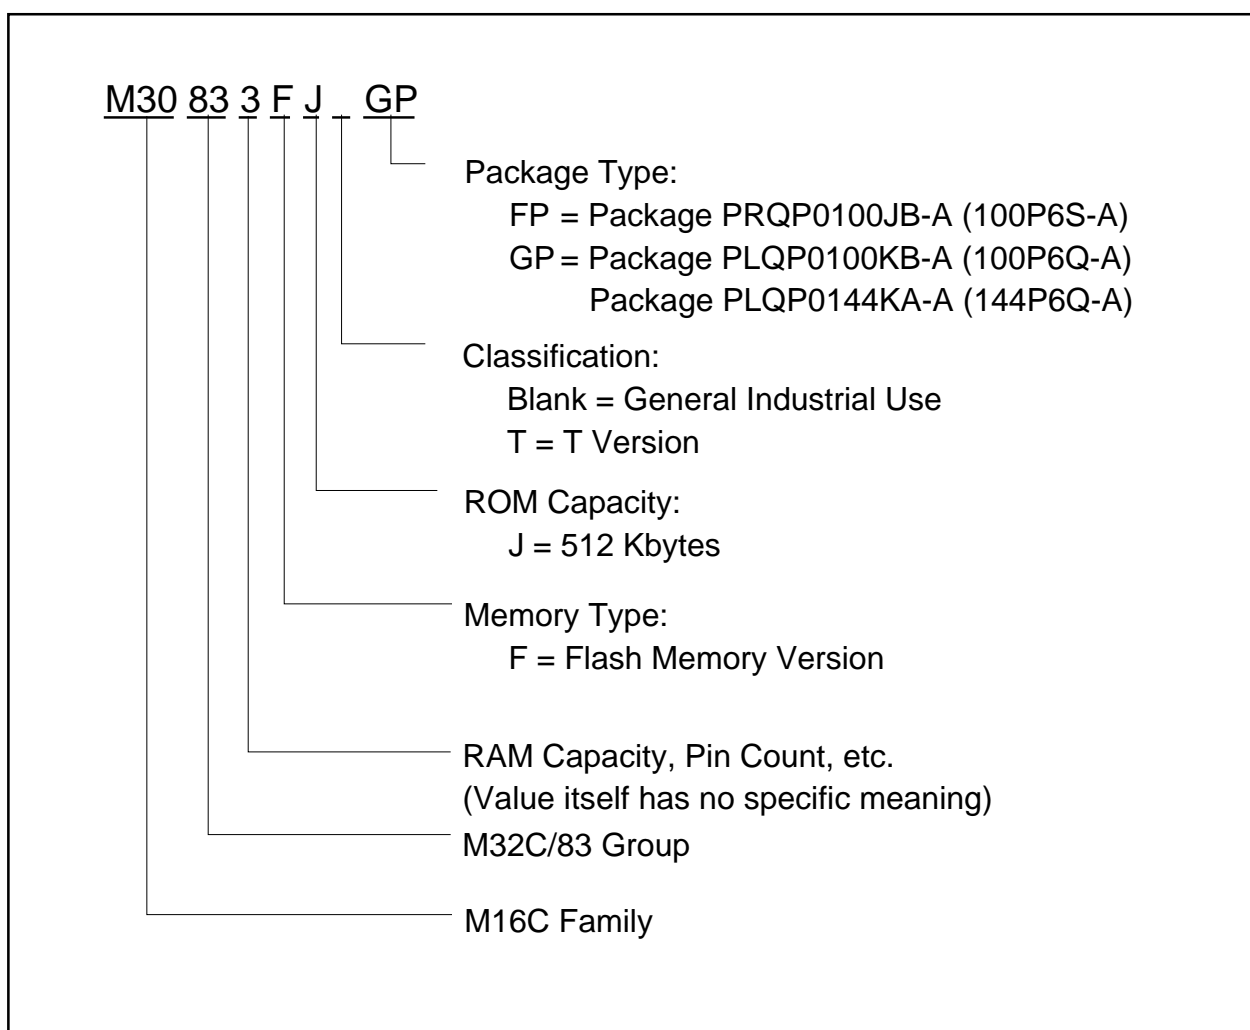 M30 83 3 F J _ GP
Package Type:
FP = Package PRQP0100JB-A (100P6S-A)
GP = Package PLQP0100KB-A (100P6Q-A)
Package PLQP0144KA-A (144P6Q-A)
Classification:
Blank = General Industrial Use
T = T Version
ROM Capacity:
J = 512 Kbytes
Memory Type:
F = Flash Memory Version
RAM Capacity, Pin Count, etc.
(Value itself has no specific meaning)
M32C/83 Group
M16C Family